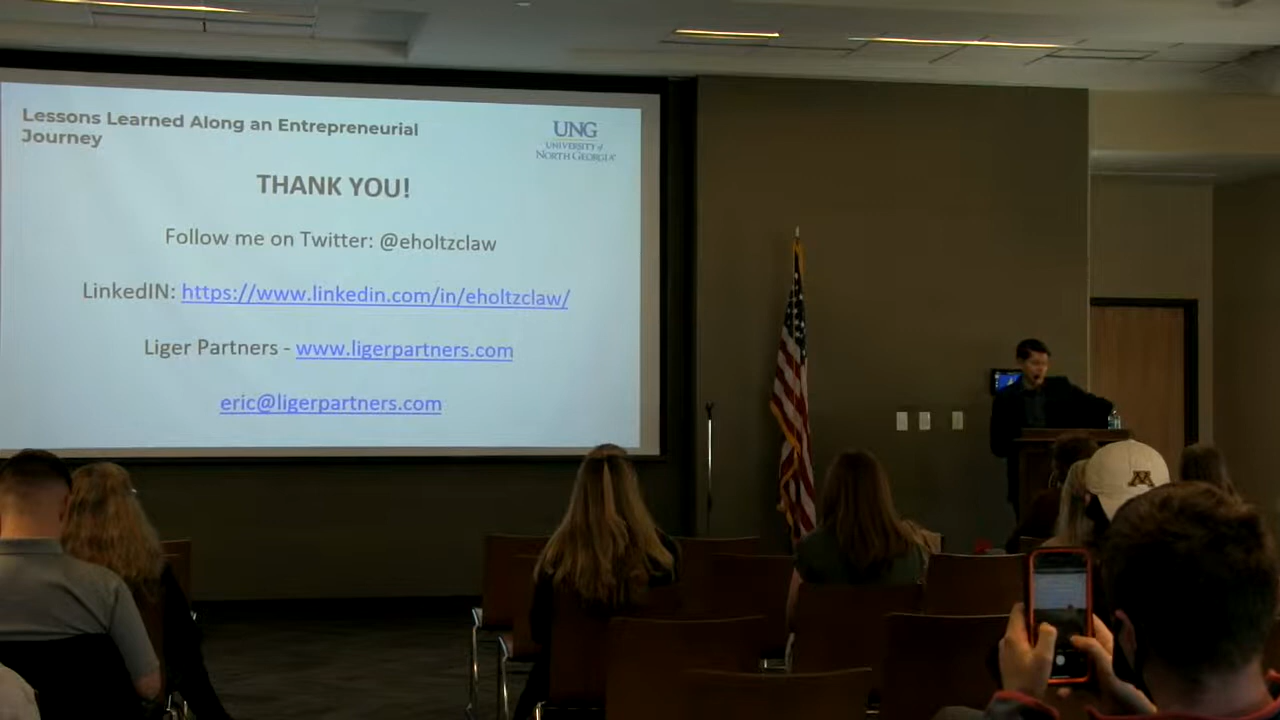 Lessons Learned Along an Entrepreneurial
Journey
UNG
UNIVERSITY of
NORTH GEORGIA
THANK YOU!
Follow me on Twitter: @eholtzclaw
LinkedIN: https://www.linkedin.com/in/eholtzclaw/
Liger Partners - www.ligerpartners.com
eric@ligerpartners.com
M